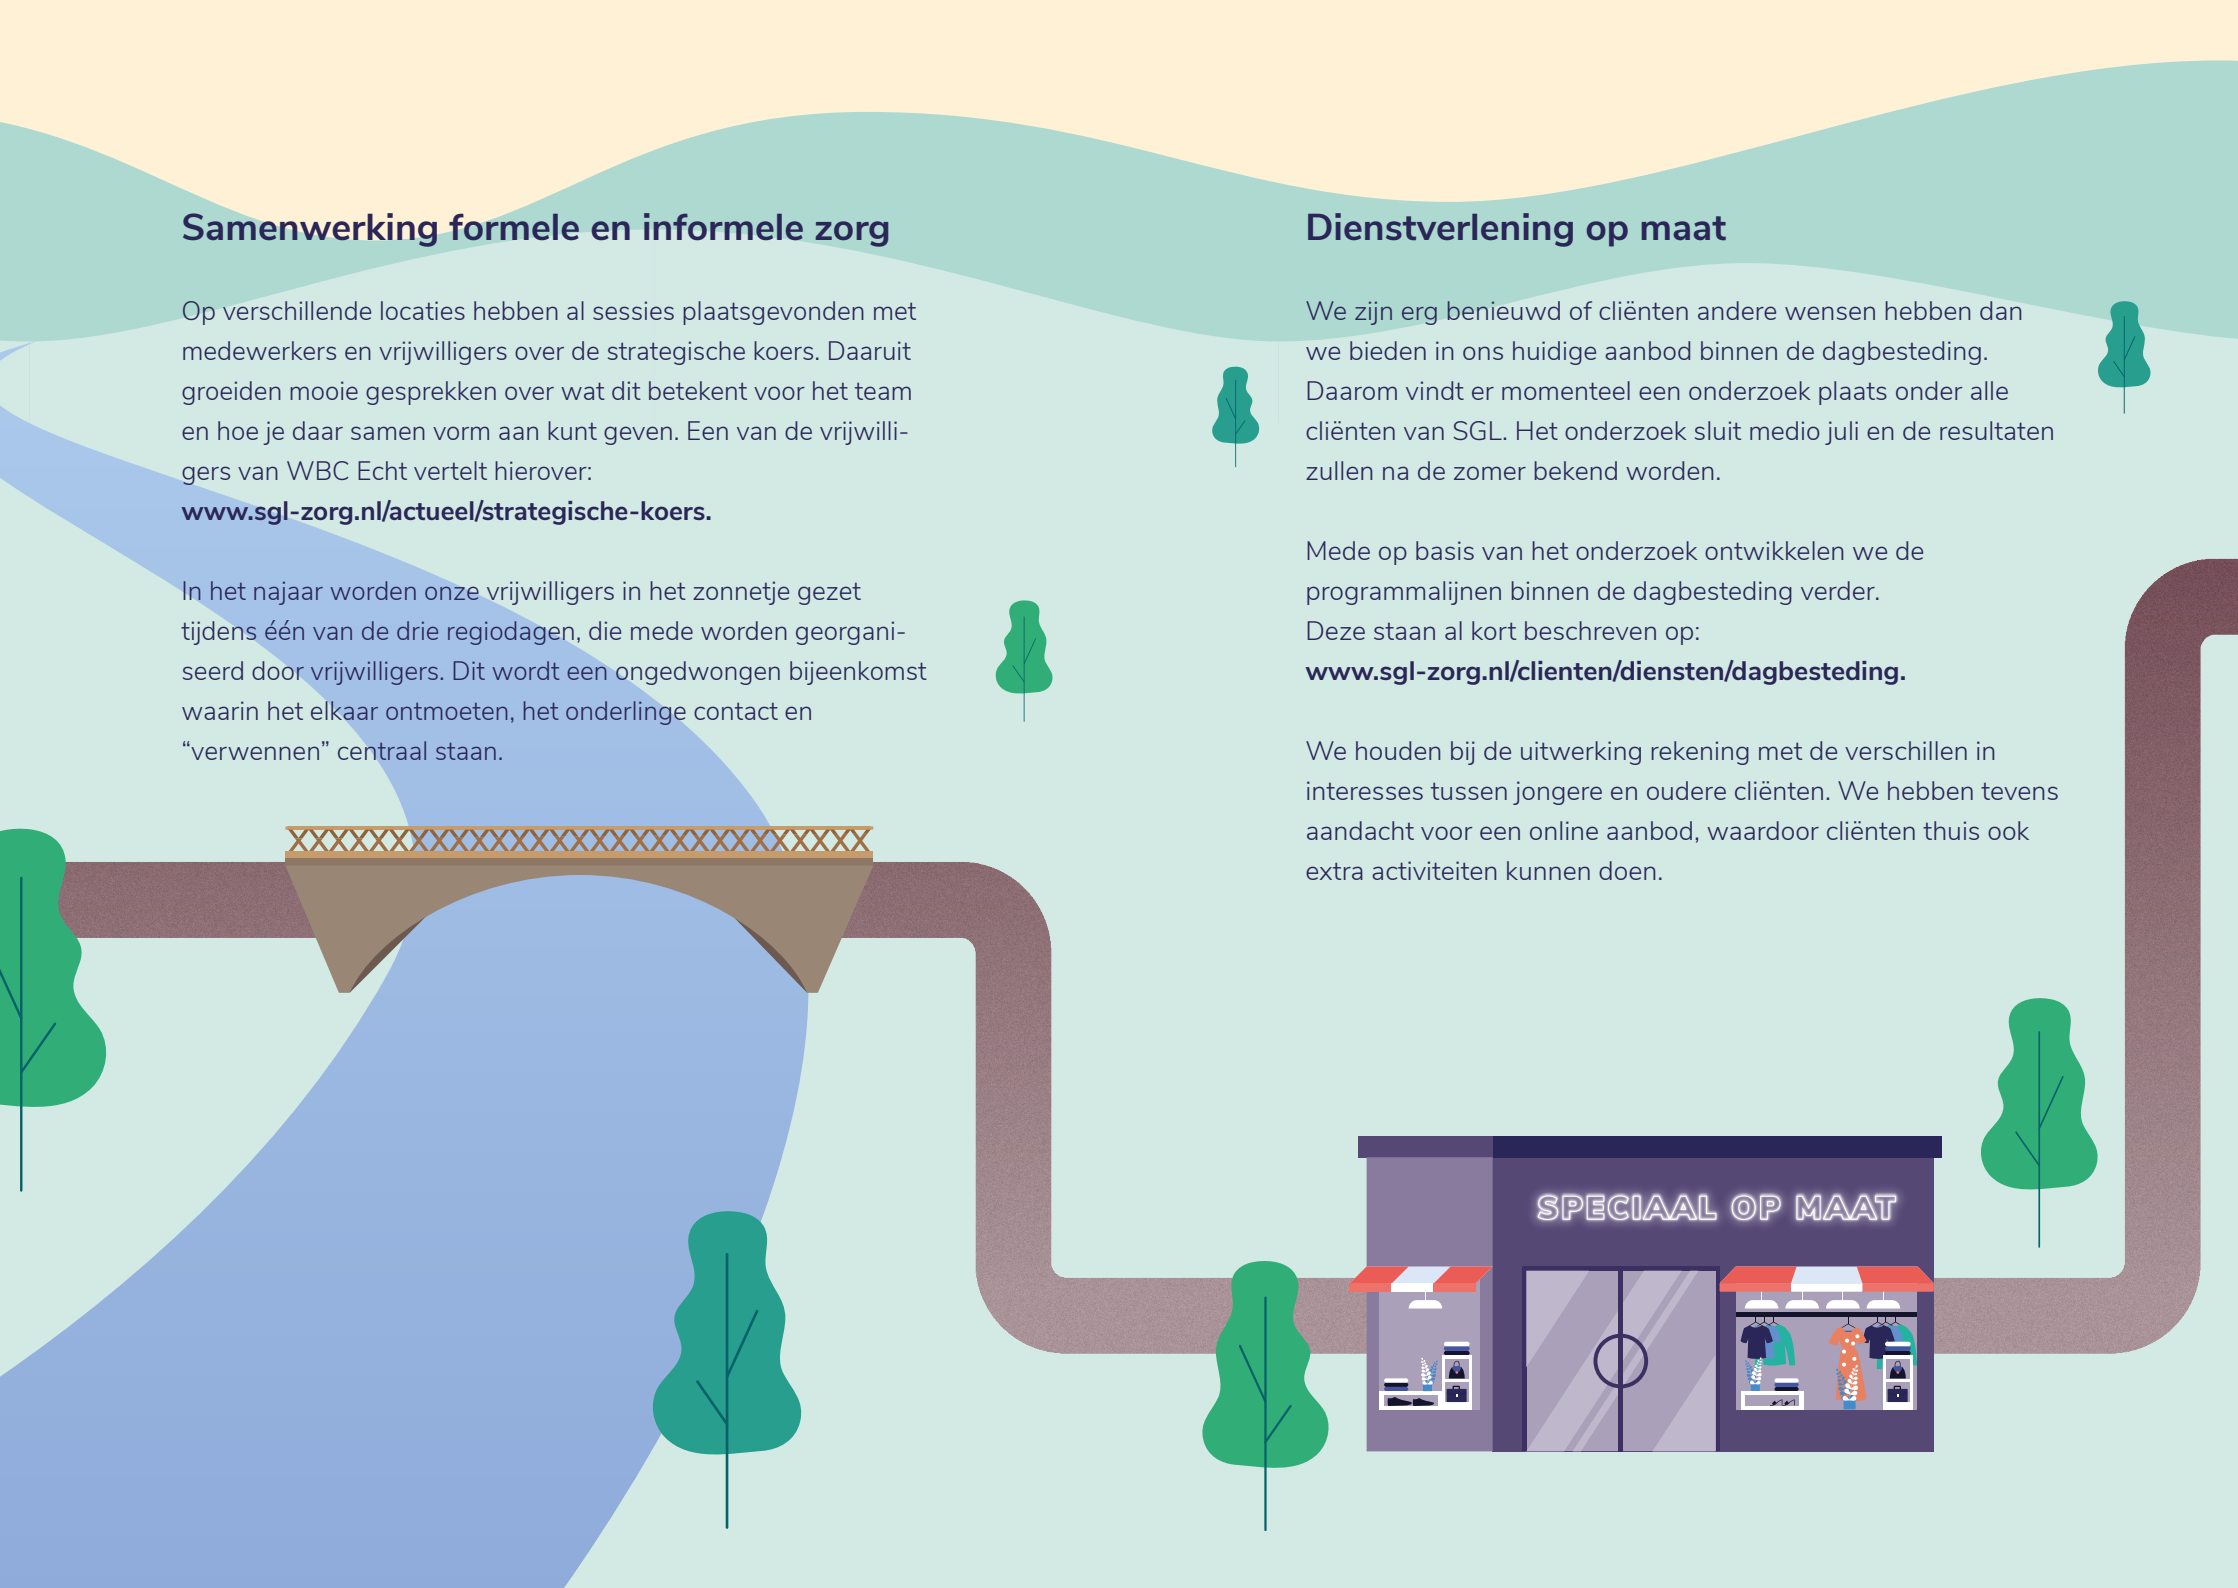 Samenwerking formele en informele zorg
Op verschillende locaties hebben al sessies plaatsgevonden met
medewerkers en vrijwilligers over de strategische koers. Daaruit
groeiden mooie gesprekken over wat dit betekent voor het team
en hoe je daar samen vorm aan kunt geven. Een van de vrijwilli-
gers van WBC Echt vertelt hierover:
www.sgl-zorg.nl/actueel/strategische-koers.
In het najaar worden onze vrijwilligers in het zonnetje gezet
tijdens één van de drie regiodagen, die mede worden georgani-
seerd door vrijwilligers. Dit wordt een ongedwongen bijeenkomst
waarin het elkaar ontmoeten, het onderlinge contact en
“verwennen” centraal staan.
Dienstverlening op maat
We zijn erg benieuwd of cliënten andere wensen hebben dan
we bieden in ons huidige aanbod binnen de dagbesteding.
Daarom vindt er momenteel een onderzoek plaats onder alle
cliënten van SGL. Het onderzoek sluit medio juli en de resultaten
zullen na de zomer bekend worden.
Mede op basis van het onderzoek ontwikkelen we de
programmalijnen binnen de dagbesteding verder.
Deze staan al kort beschreven op:
www.sgl-zorg.nl/clienten/diensten/dagbesteding.
We houden bij de uitwerking rekening met de verschillen in
interesses tussen jongere en oudere cliënten. We hebben tevens
aandacht voor een online aanbod, waardoor cliënten thuis ook
extra activiteiten kunnen doen.
SPECIAAL OP MAAT